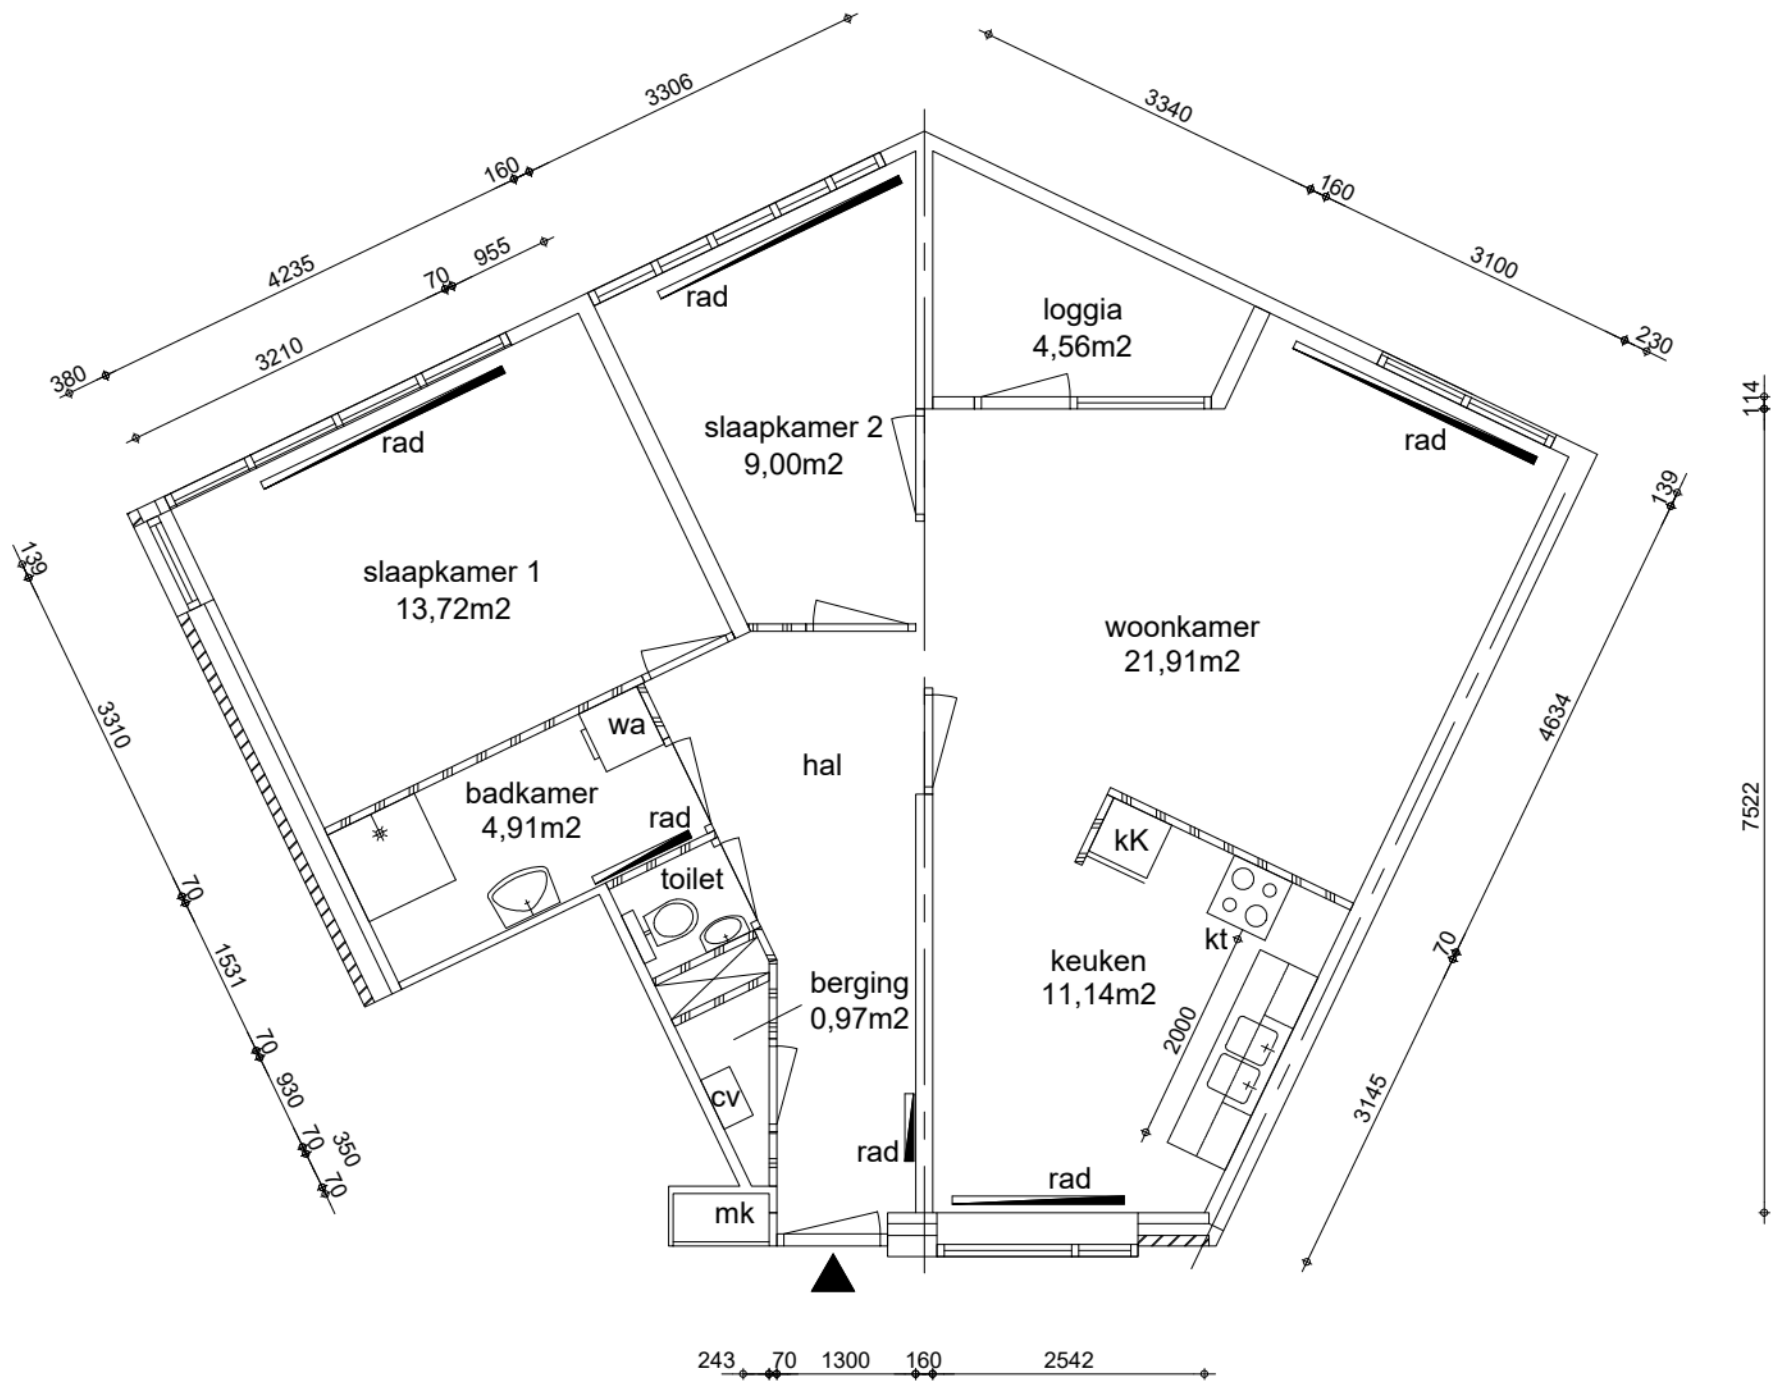 3306
3340
160
160
4235
955
70
3100
3210
380
230
rad
loggia
4,56m2
114
rad
slaapkamer 2
9,00m2
rad
139
139
slaapkamer 1
13,72m2
woonkamer
21,91m2
3310
wa
hal
4634
7522
badkamer
4,91m2
rad
kK
70
toilet
kt
70
1531
berging
0,97m2
keuken
11,14m2
2000
70
930
cv
3145
70
350
rad
70
rad
mk
243
70
1300
160
2542